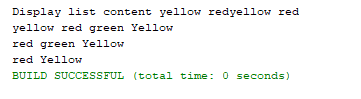 Display list content yellow redyellow red
yellow red green Yellow
red green Yellow
red Yellow
BUILD SUCCESSFUL (total time: 0 seconds)